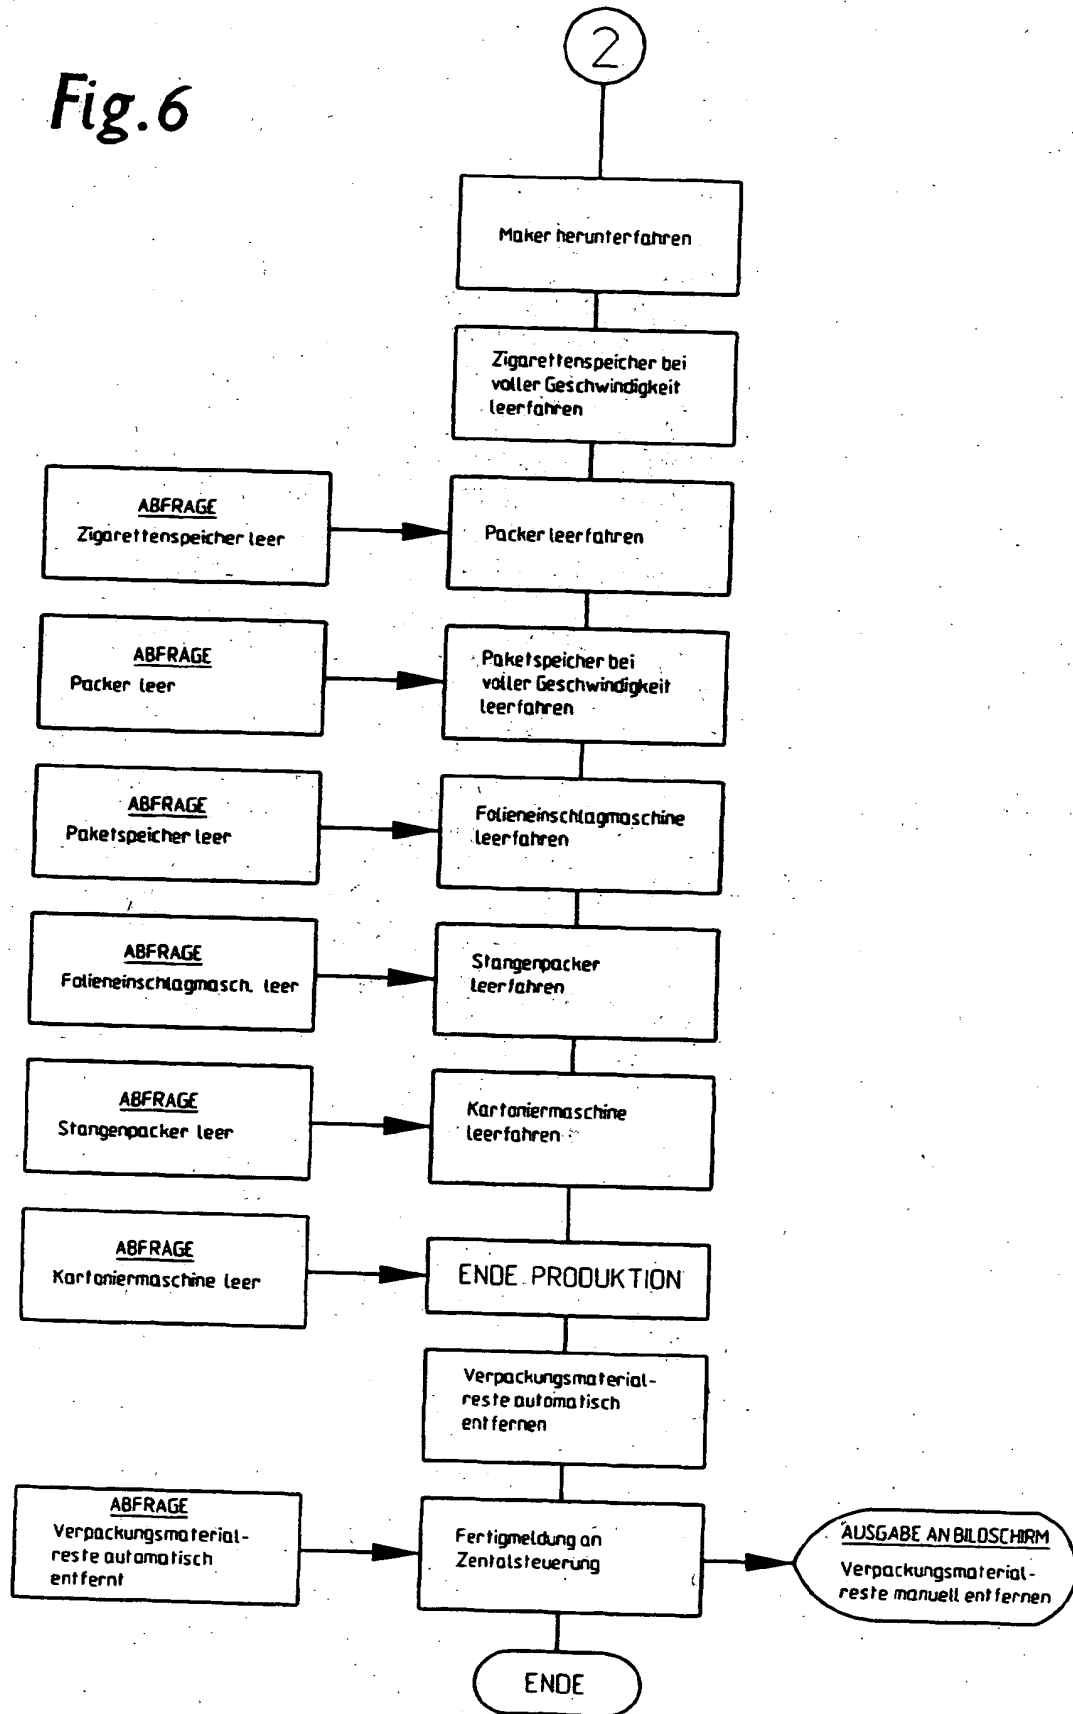 Fig.6
2
Maker herunterfahren
Zigarettenspeicher bei
voller Geschwindigkeit
leerfahren
ABFRAGE
Zigarettenspeicher leer
Packer leerfahren
ABFRAGE
Packer leer
Paketspeicher bei
voller Geschwindigkeit
leerfahren
ABFRAGE
Paketspeicher leer
Folieneinschlagmaschine
leerfahren
ABFRAGE
Folieneinschlagmasch. leer
Stangenpacker
leerfahren
ABFRAGE
Stangenpacker leer
Kartoniermaschine
leerfahren
ABFRAGE
Kartoniermaschine leer
ENDE PRODUKTION
Verpackungsmaterial-
reste automatisch
entfernen
ABFRAGE
Verpackungsmaterial-
reste automatisch
entfernt
Fertigmeldung an
Zentalsteuerung
AUSGABE AN BILDSCHIRM
Verpackungsmaterial-
reste manuell entfernen
ENDE